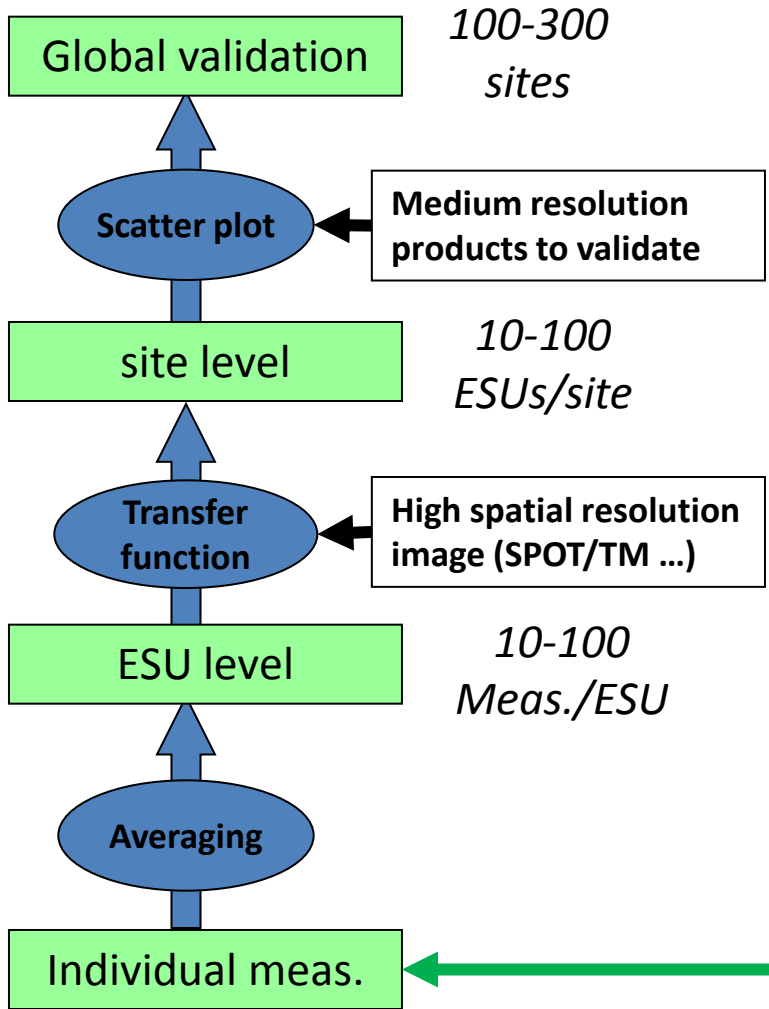 Global validation
100-300
sites
Scatter plot
Medium resolution
products to validate
site level
10-100
ESUs/site
Transfer
function
High spatial resolution
image (SPOT/TM ...)
ESU level
10-100
Meas./ESU
Averaging
Individual meas.